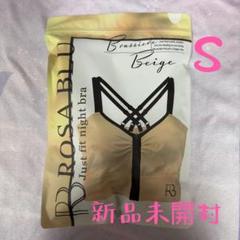 Brassiere
Beige
S
ROSA BLU
Just fit night bra
RB
新品未開封